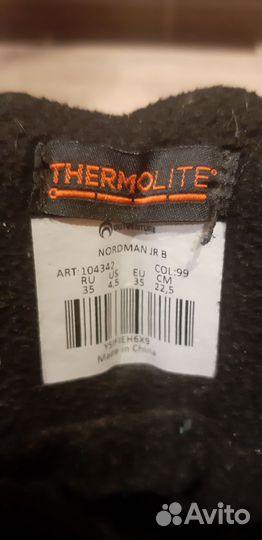 THERMOLITE®
OUTVENTURE
NORDMAN JR B
ART:104342 COL:99
RU US EU CM
35 4,5 35 22,5
Made in China
Avito